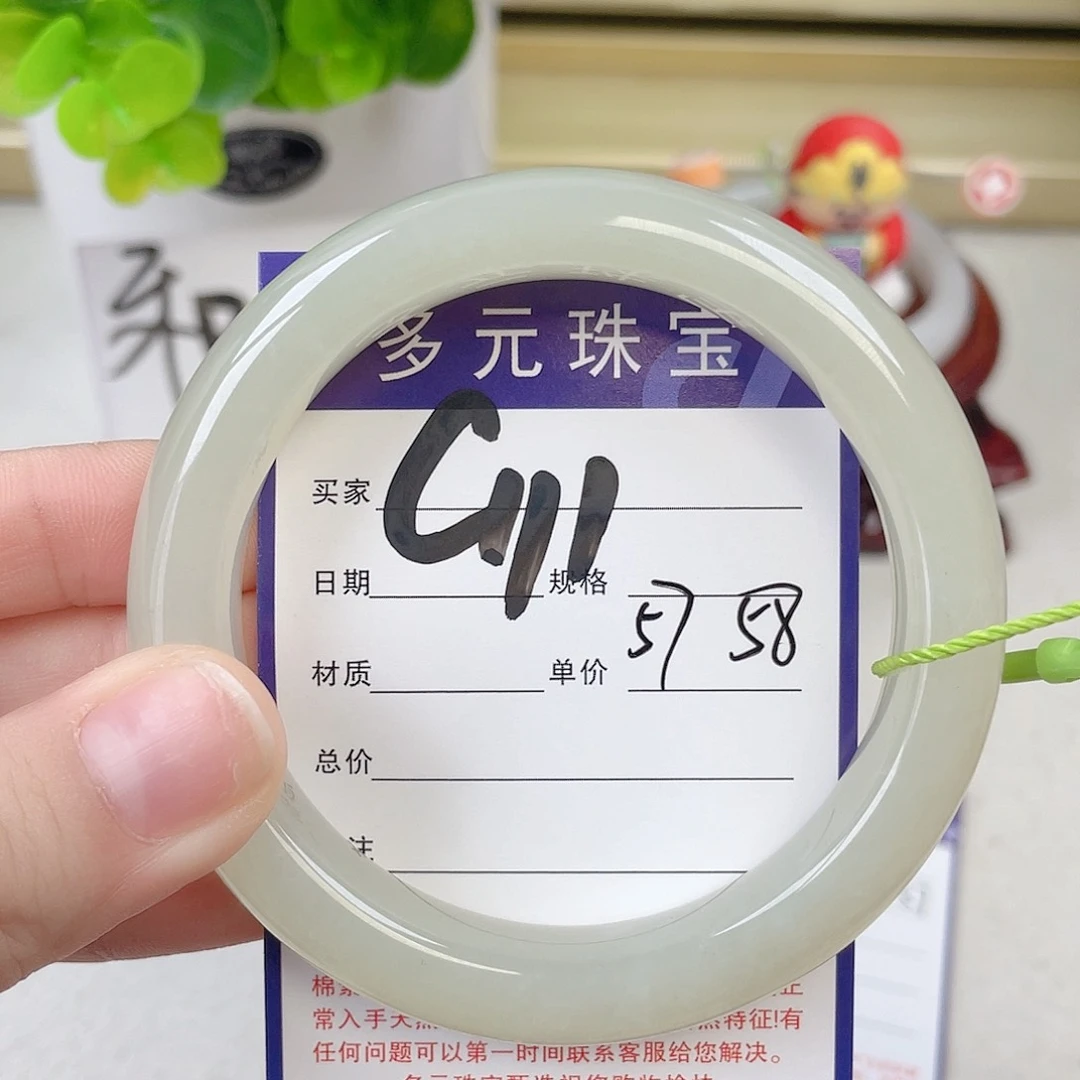 多元珠宝
G11
买家
日期 规格
57 58
材质 单价
总价
注
常入手天 特征!有
任何问题可以第一时间联系客服给您解决。